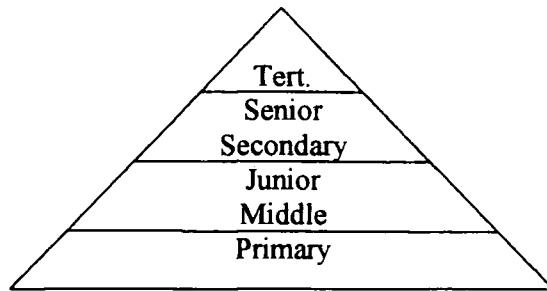 Tert.
Senior
Secondary
Junior
Middle
Primary